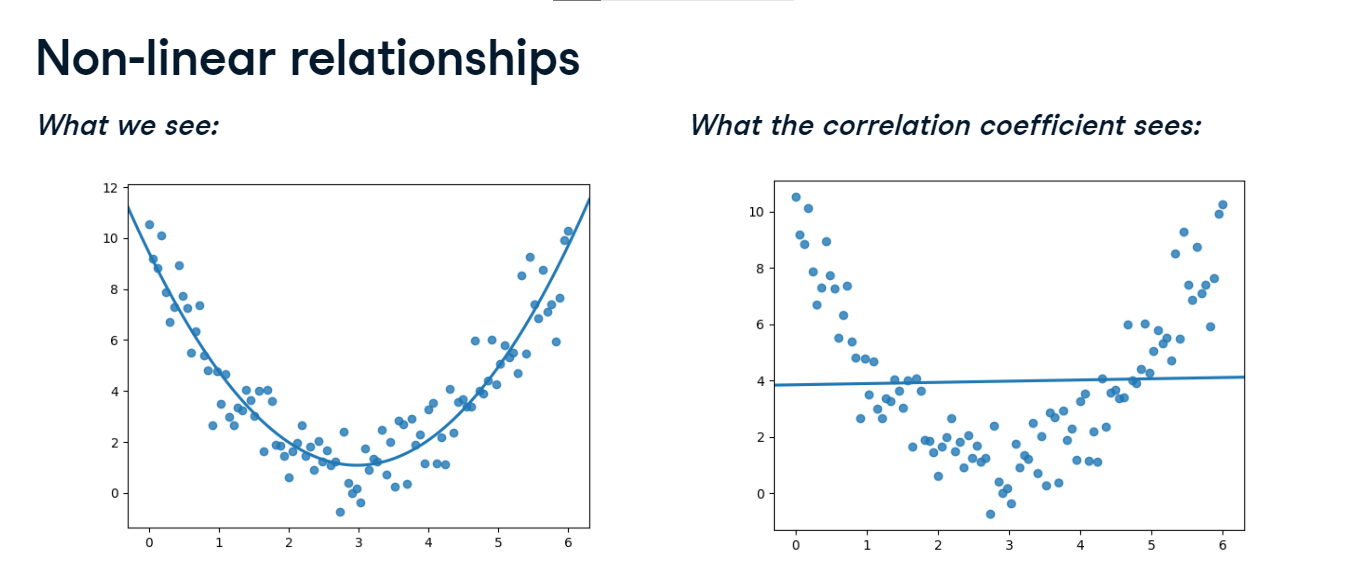 Non-linear relationships
What we see:
What the correlation coefficient sees:
12
10
8
6
4
2
0
0 1 2 3 4 5 6
10
8
6
4
2
0
0 1 2 3 4 5 6